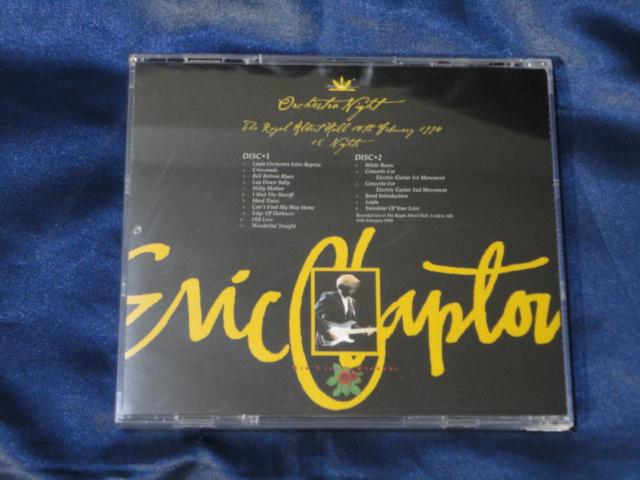 Orchestra Night
The Royal Albert Hall 10th February 1990
18 Nights
DISC•1
Layla Orchestra Intro Reprise
Crossroads
Bell Bottom Blues
Lay Down Sally
Holly Mother
I Shot The Sheriff
Hard Times
Can't Find My Way Home
Edge Of Darkness
Old Love
Wonderful Tonight
DISC•2
White Room
Concerto For
Electric Guitar 1st Movement
Concerto For
Electric Guitar 2nd Movement
Band Introduction
Layla
Sunshine Of Your Love
Recorded live at The Royal Albert Hall, London, UK
10th February 1990
Eric Clapton